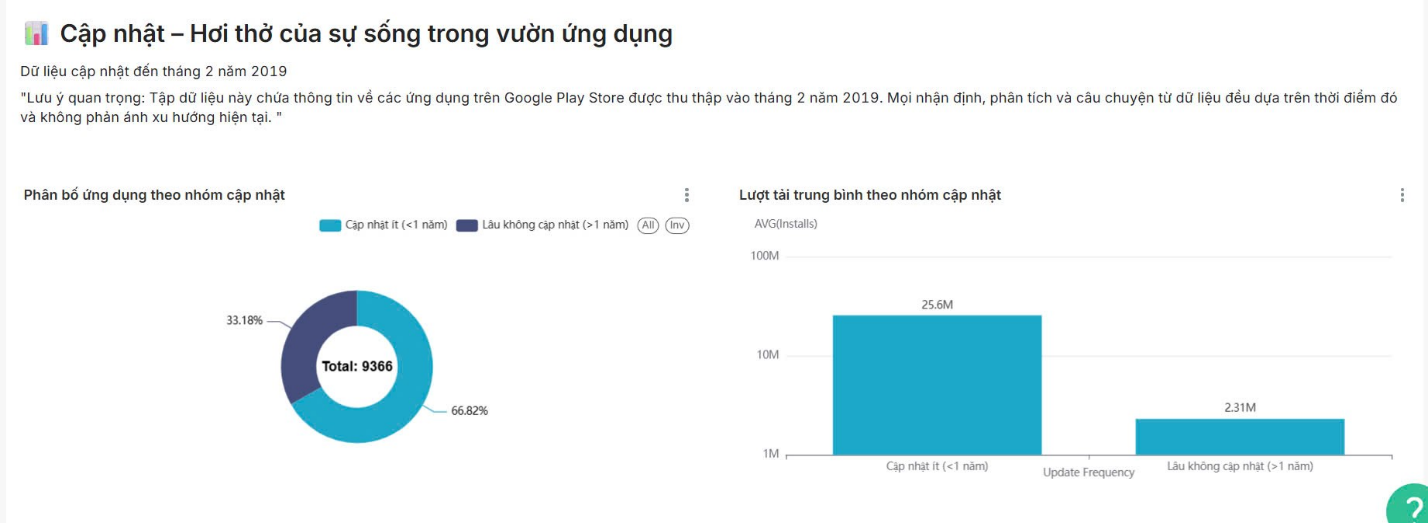 Cập nhật – Hơi thở của sự sống trong vườn ứng dụng
Dữ liệu cập nhật đến tháng 2 năm 2019
"Lưu ý quan trọng: Tập dữ liệu này chứa thông tin về các ứng dụng trên Google Play Store được thu thập vào tháng 2 năm 2019. Mọi nhận định, phân tích và câu chuyện từ dữ liệu đều dựa trên thời điểm đó
và không phản ánh xu hướng hiện tại. "
Phân bố ứng dụng theo nhóm cập nhật
Cập nhật ít (<1 năm) Lâu không cập nhật (>1 năm) All Inv
33.18%
Total: 9366
66.82%
Lượt tải trung bình theo nhóm cập nhật
AVG(Installs)
100M
25.6M
10M
2.31M
1M
Cập nhật ít (<1 năm) Update Frequency Lâu không cập nhật (>1 năm)
?